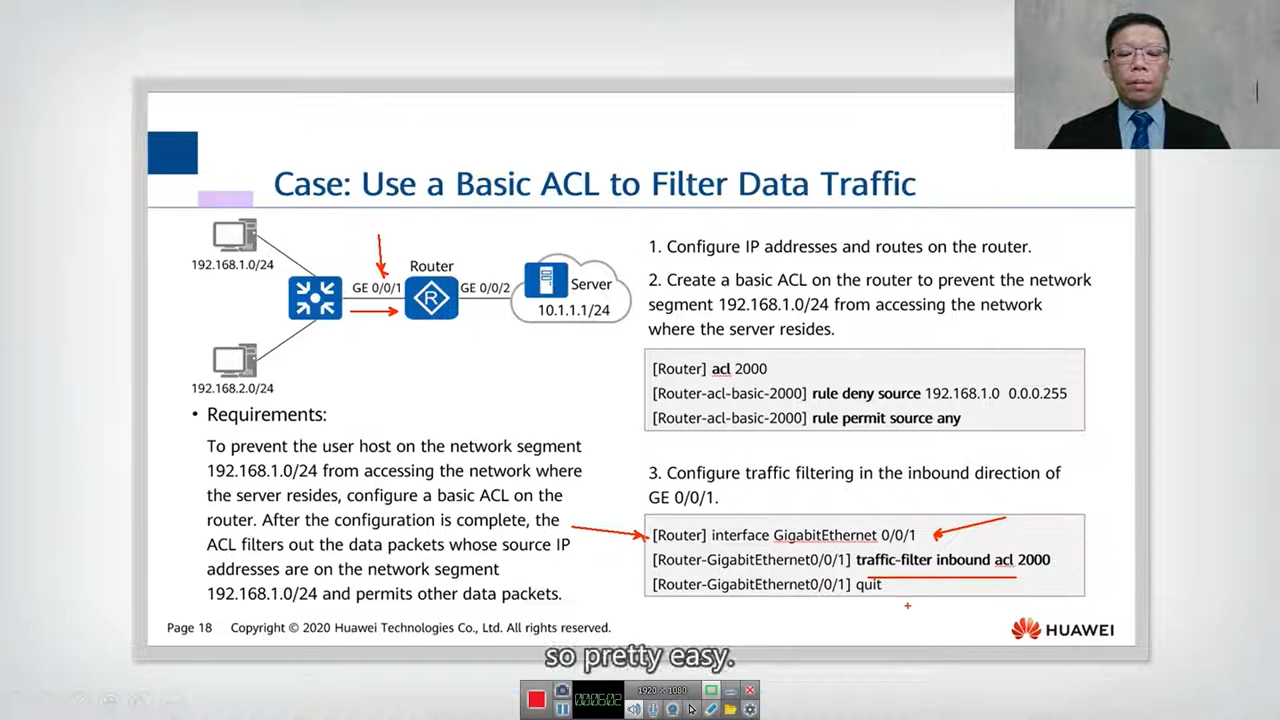 Case: Use a Basic ACL to Filter Data Traffic
192.168.1.0/24
Router
GE 0/0/1
GE 0/0/2
Server
10.1.1.1/24
R
192.168.2.0/24
• Requirements:
To prevent the user host on the network segment
192.168.1.0/24 from accessing the network where
the server resides, configure a basic ACL on the
router. After the configuration is complete, the
ACL filters out the data packets whose source IP
addresses are on the network segment
192.168.1.0/24 and permits other data packets.
1. Configure IP addresses and routes on the router.
2. Create a basic ACL on the router to prevent the network
segment 192.168.1.0/24 from accessing the network
where the server resides.
[Router] acl 2000
[Router-acl-basic-2000] rule deny source 192.168.1.0 0.0.0.255
[Router-acl-basic-2000] rule permit source any
3. Configure traffic filtering in the inbound direction of
GE 0/0/1.
[Router] interface GigabitEthernet 0/0/1
[Router-GigabitEthernet0/0/1] traffic-filter inbound acl 2000
[Router-GigabitEthernet0/0/1] quit
Page 18 Copyright © 2020 Huawei Technologies Co., Ltd. All rights reserved.
HUAWEI
so pretty easy.
1920 × 1080
000602